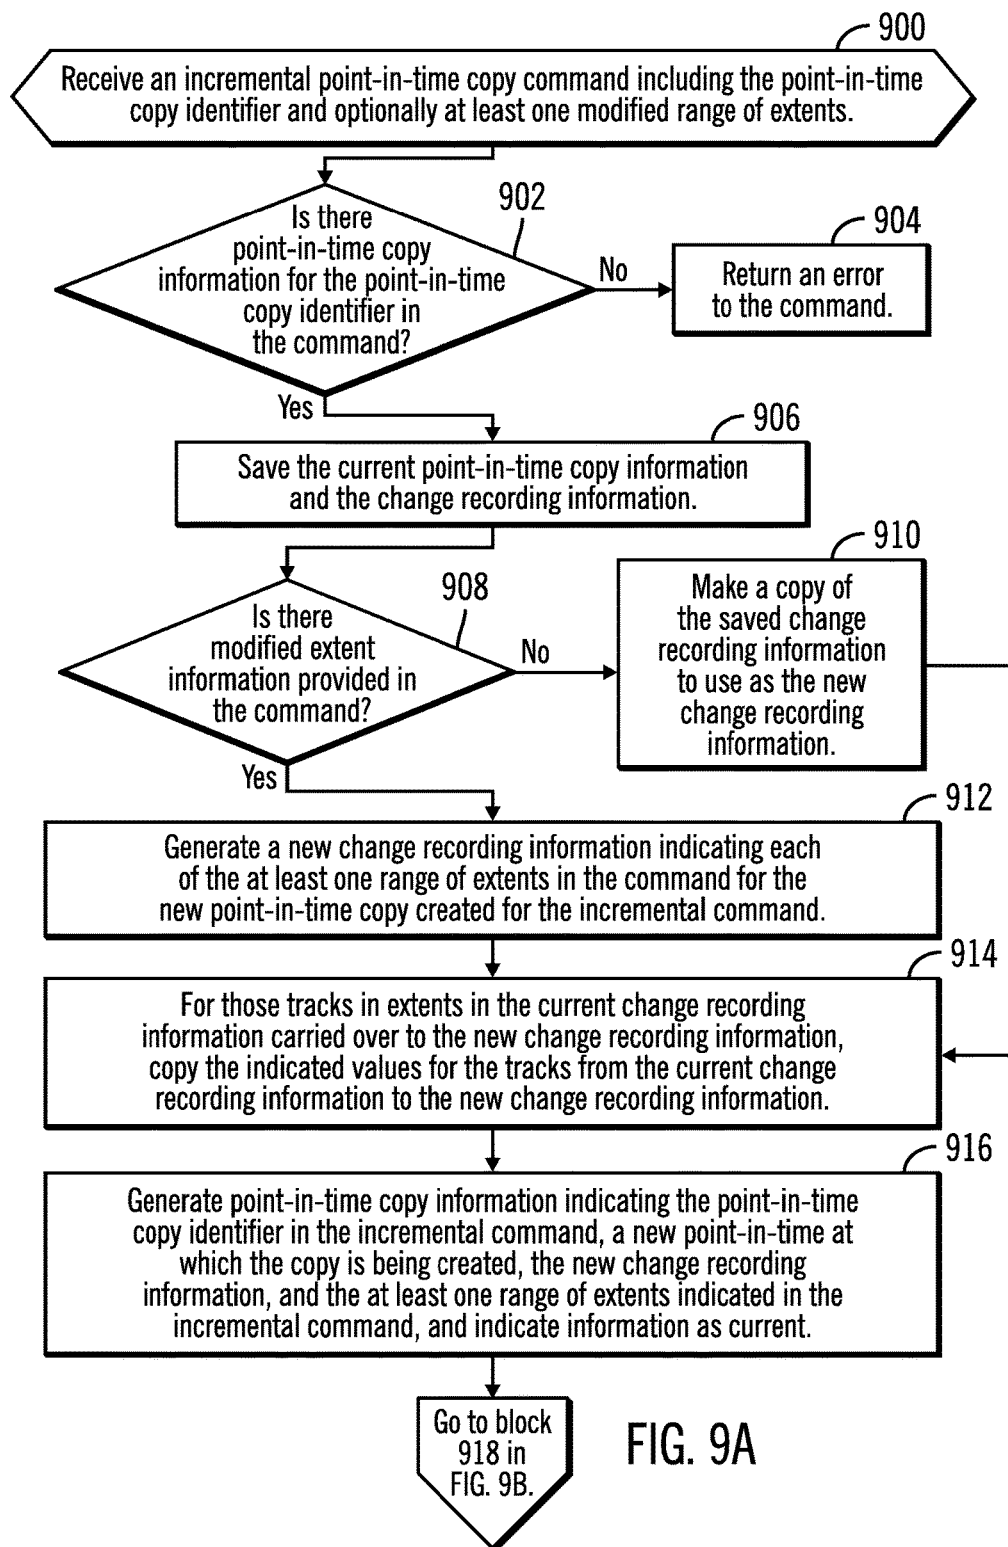 900
Receive an incremental point-in-time copy command including the point-in-time
copy identifier and optionally at least one modified range of extents.
902
Is there
point-in-time copy
information for the point-in-time
copy identifier in
the command?
No
904
Return an error
to the command.
Yes
906
Save the current point-in-time copy information
and the change recording information.
908
Is there
modified extent
information provided in
the command?
No
910
Make a copy of
the saved change
recording information
to use as the new
change recording
information.
Yes
912
Generate a new change recording information indicating each
of the at least one range of extents in the command for the
new point-in-time copy created for the incremental command.
914
For those tracks in extents in the current change recording
information carried over to the new change recording information,
copy the indicated values for the tracks from the current change
recording information to the new change recording information.
916
Generate point-in-time copy information indicating the point-in-time
copy identifier in the incremental command, a new point-in-time at
which the copy is being created, the new change recording
information, and the at least one range of extents indicated in the
incremental command, and indicate information as current.
Go to block
918 in
FIG. 9B.
FIG. 9A